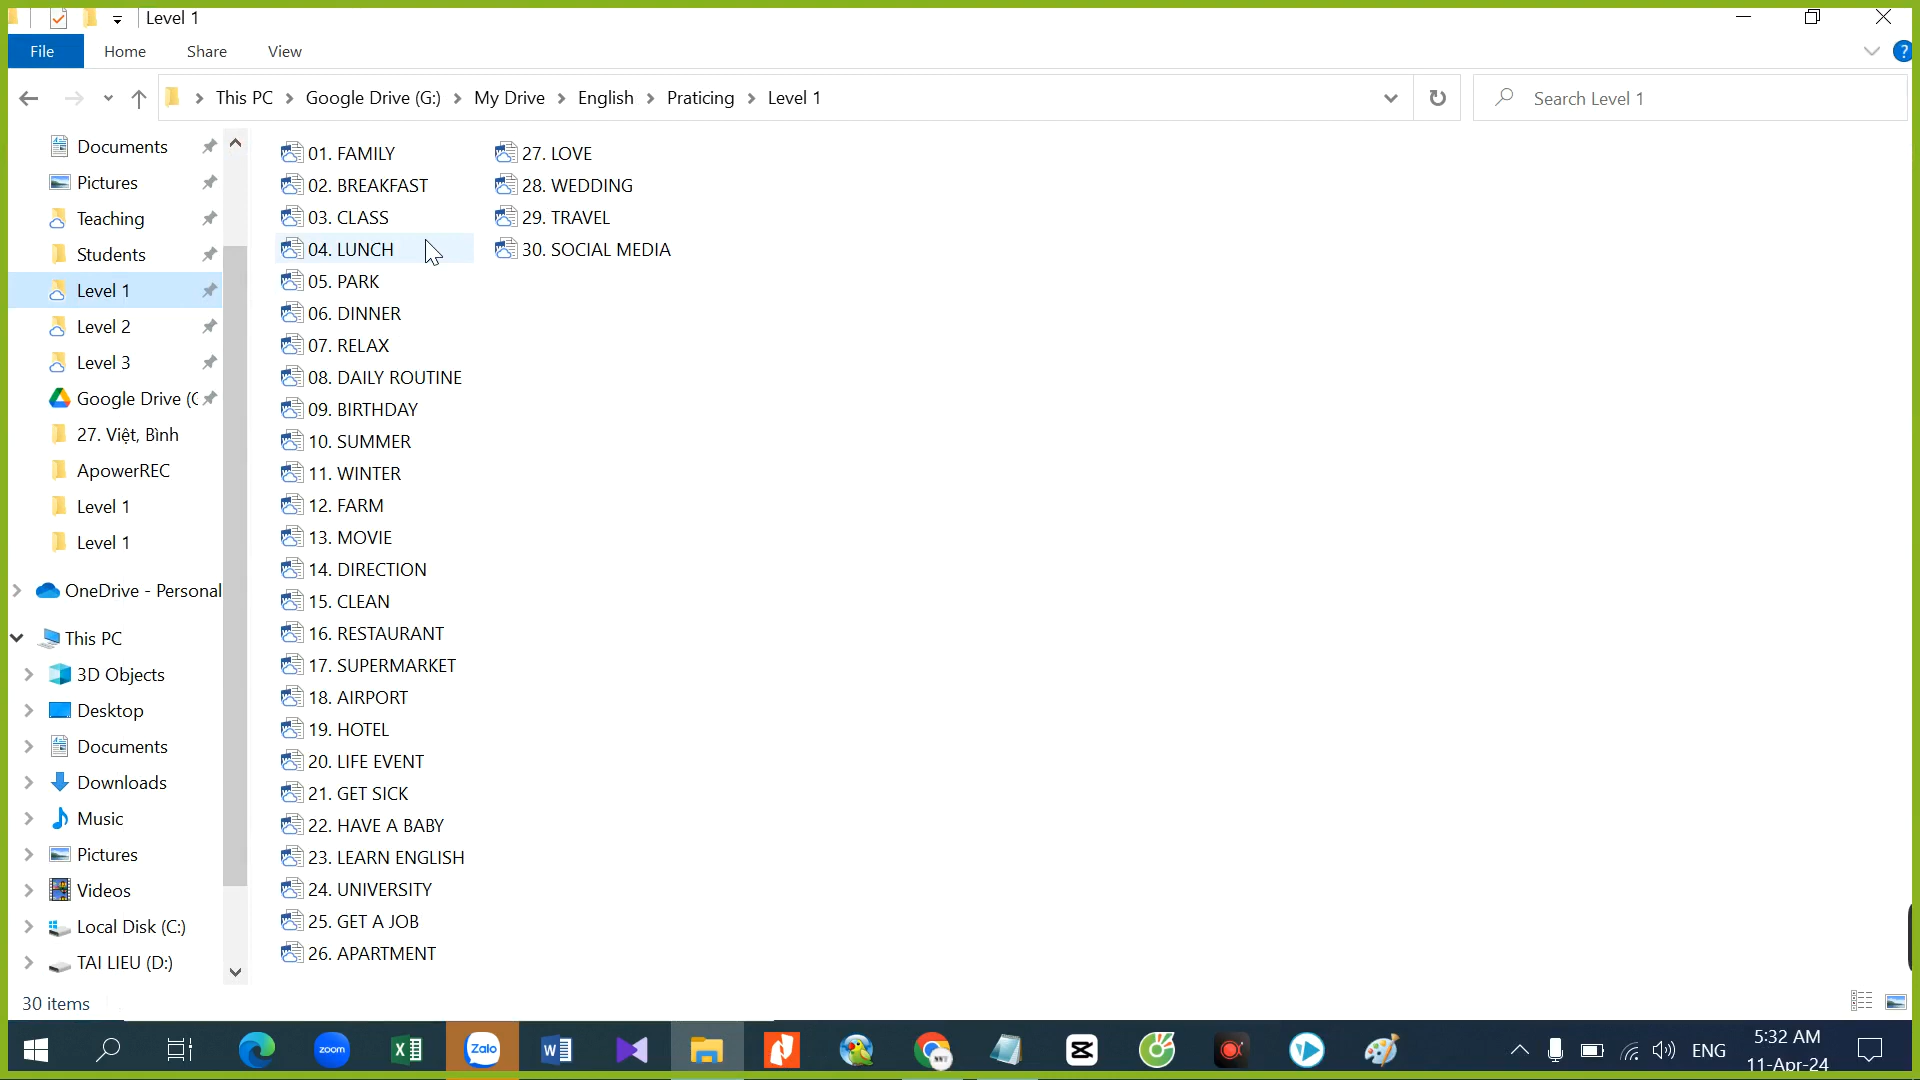 Level 1
File
Home
Share
View
This PC
Google Drive (G:)
My Drive
English
Praticing
Level 1
Search Level 1
Documents
Pictures
Teaching
Students
Level 1
Level 2
Level 3
Google Drive (G
27. Việt, Bình
ApowerREC
Level 1
Level 1
OneDrive - Personal
This PC
3D Objects
Desktop
Documents
Downloads
Music
Pictures
Videos
Local Disk (C:)
TAI LIEU (D:)
01. FAMILY
02. BREAKFAST
03. CLASS
04. LUNCH
05. PARK
06. DINNER
07. RELAX
08. DAILY ROUTINE
09. BIRTHDAY
10. SUMMER
11. WINTER
12. FARM
13. MOVIE
14. DIRECTION
15. CLEAN
16. RESTAURANT
17. SUPERMARKET
18. AIRPORT
19. HOTEL
20. LIFE EVENT
21. GET SICK
22. HAVE A BABY
23. LEARN ENGLISH
24. UNIVERSITY
25. GET A JOB
26. APARTMENT
27. LOVE
28. WEDDING
29. TRAVEL
30. SOCIAL MEDIA
30 items
zoom
Zalo
ENG
5:32 AM
11-Apr-24